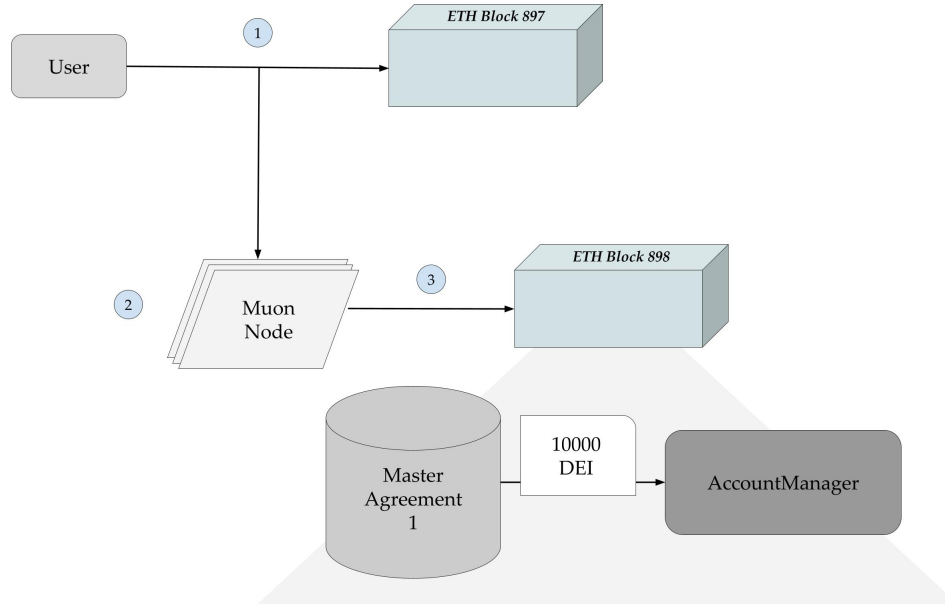 ETH Block 897
1
User
ETH Block 898
3
2
Muon
Node
10000
DEI
Master
Agreement
1
AccountManager